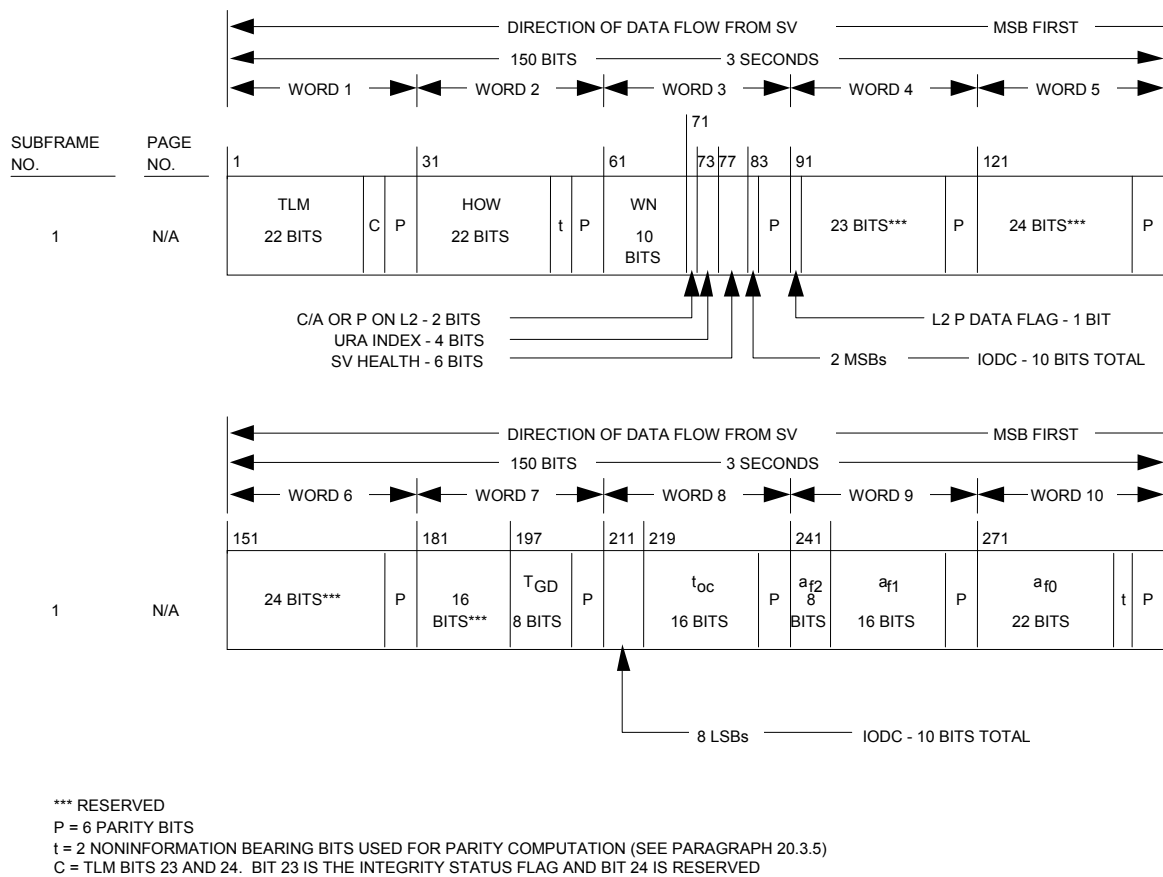 DIRECTION OF DATA FLOW FROM SV MSB FIRST
150 BITS 3 SECONDS
WORD 1 WORD 2 WORD 3 WORD 4 WORD 5
SUBFRAME NO. PAGE NO.
1 31 61 71 73 77 83 91 121
1 N/A
TLM 22 BITS C P
HOW 22 BITS t P
WN 10 BITS P
23 BITS*** P
24 BITS*** P
C/A OR P ON L2 - 2 BITS
URA INDEX - 4 BITS
SV HEALTH - 6 BITS
L2 P DATA FLAG - 1 BIT
2 MSBs IODC - 10 BITS TOTAL
DIRECTION OF DATA FLOW FROM SV MSB FIRST
150 BITS 3 SECONDS
WORD 6 WORD 7 WORD 8 WORD 9 WORD 10
151 181 197 211 219 241 271
1 N/A
24 BITS*** P
16 BITS*** TGD 8 BITS P
toc 16 BITS P
af2 8 BITS af1 16 BITS P
af0 22 BITS t P
8 LSBs IODC - 10 BITS TOTAL
*** RESERVED
P = 6 PARITY BITS
t = 2 NONINFORMATION BEARING BITS USED FOR PARITY COMPUTATION (SEE PARAGRAPH 20.3.5)
C = TLM BITS 23 AND 24. BIT 23 IS THE INTEGRITY STATUS FLAG AND BIT 24 IS RESERVED